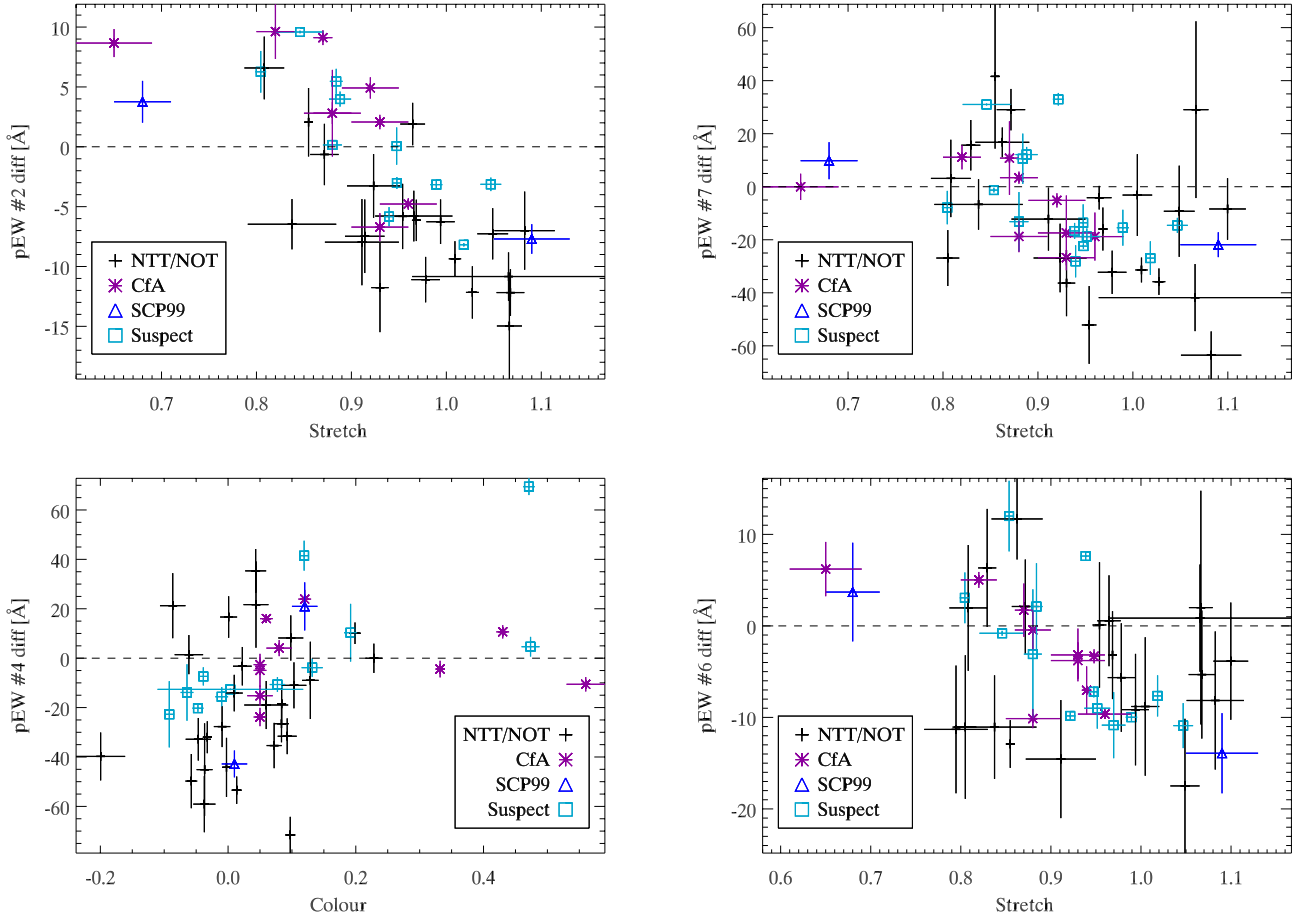 pEW #2 diff [Å]
10
5
0
-5
-10
-15
NTT/NOT
CfA
SCP99
Suspect
0.7 0.8 0.9 1.0 1.1
Stretch
pEW #7 diff [Å]
60
40
20
0
-20
-40
-60
NTT/NOT
CfA
SCP99
Suspect
0.7 0.8 0.9 1.0 1.1
Stretch
pEW #4 diff [Å]
60
40
20
0
-20
-40
-60
NTT/NOT
CfA
SCP99
Suspect
-0.2 0.0 0.2 0.4
Colour
pEW #6 diff [Å]
10
0
-10
-20
NTT/NOT
CfA
SCP99
Suspect
0.6 0.7 0.8 0.9 1.0 1.1
Stretch